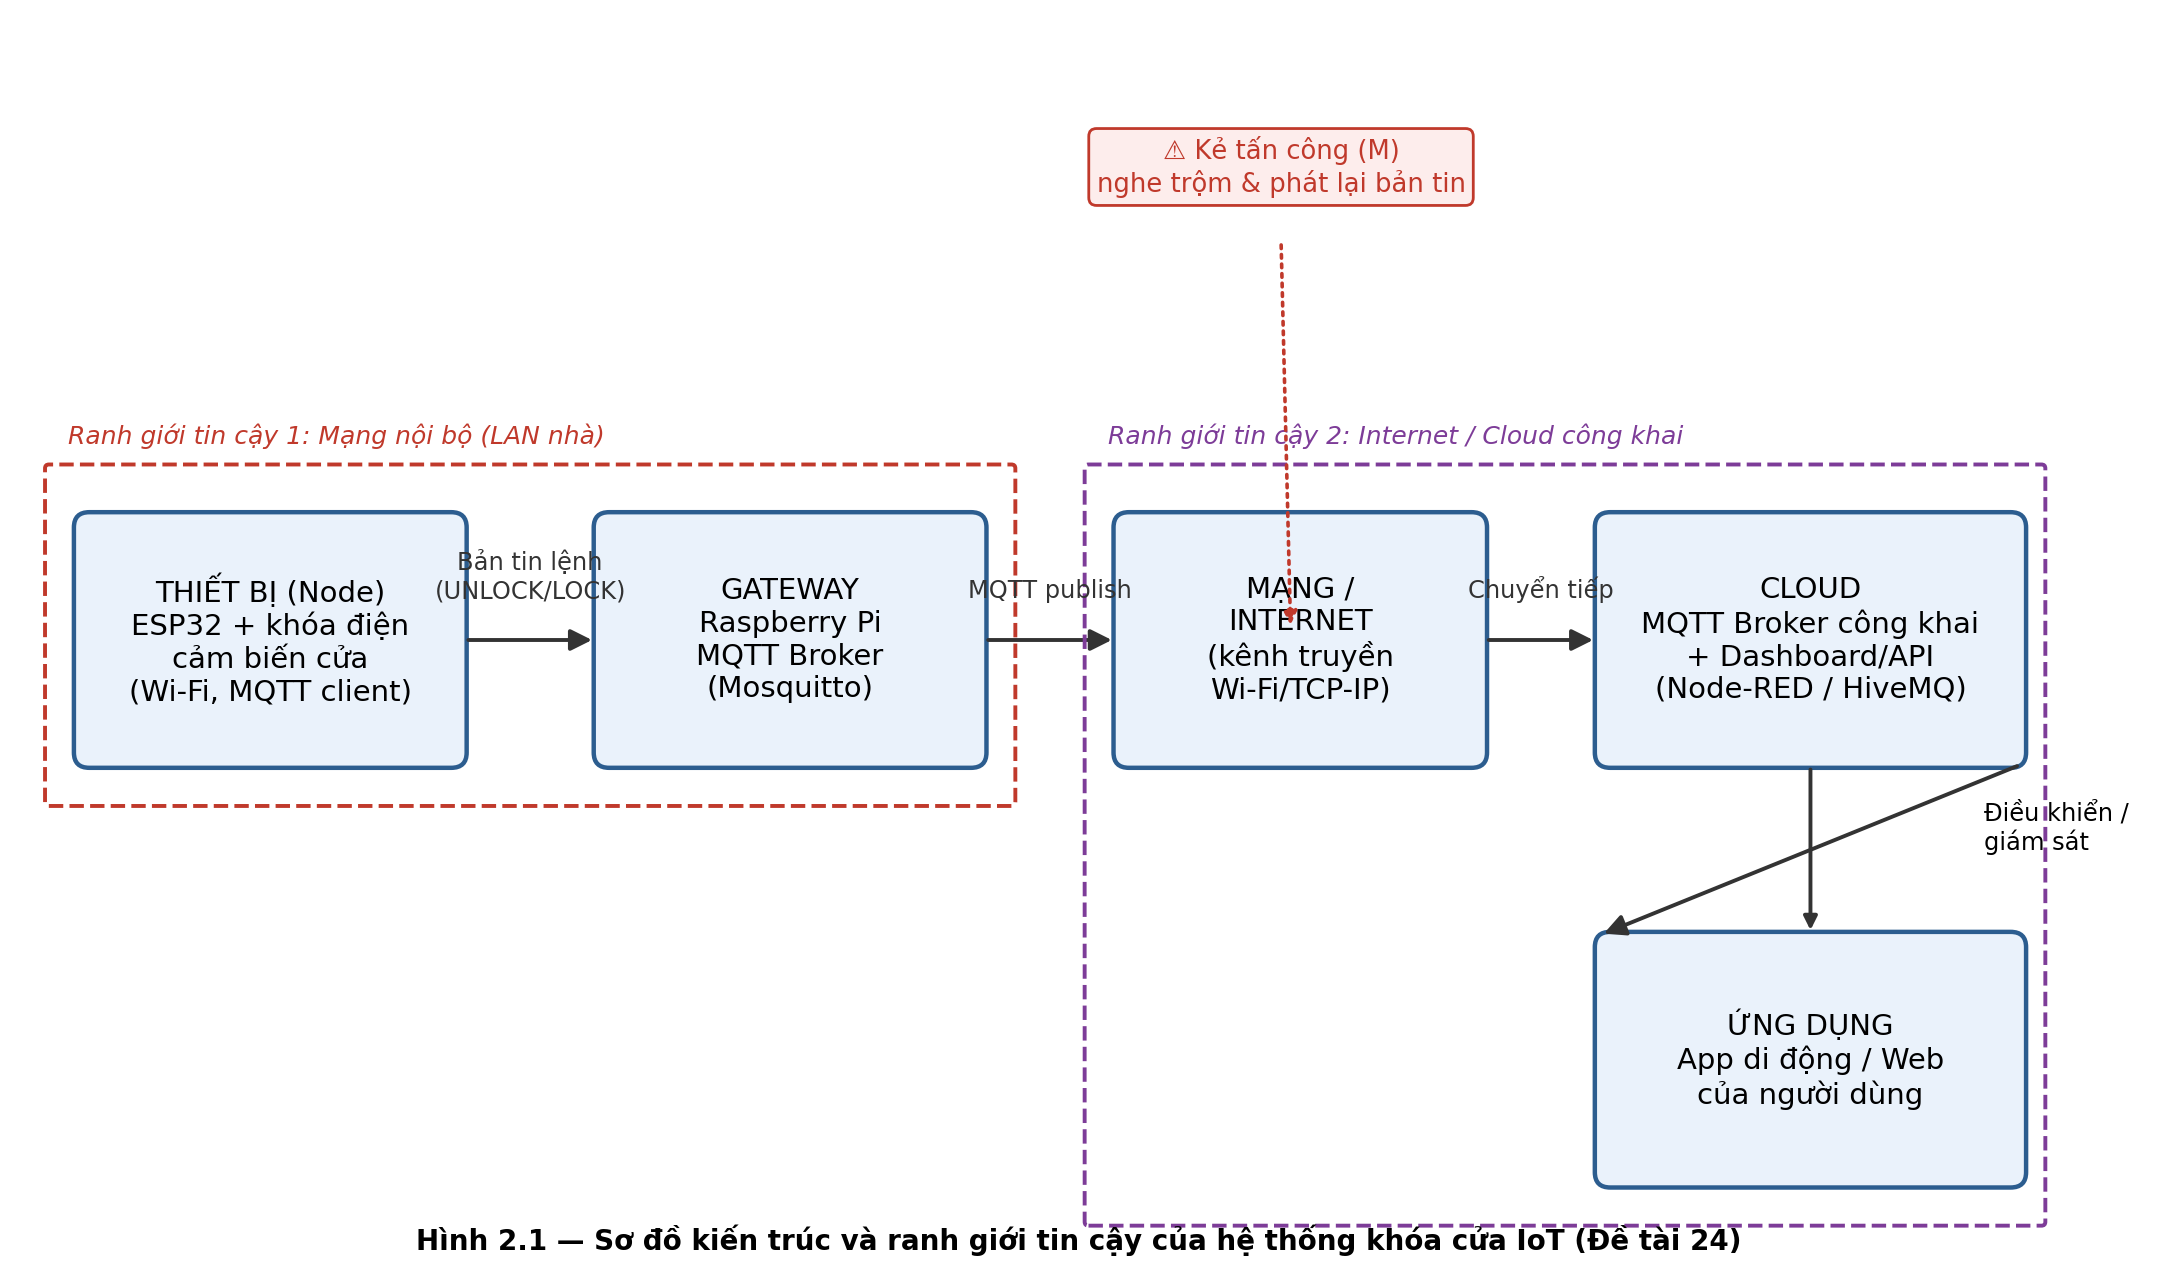 ⚠ Kẻ tấn công (M)
nghe trộm & phát lại bản tin
Ranh giới tin cậy 1: Mạng nội bộ (LAN nhà)
Ranh giới tin cậy 2: Internet / Cloud công khai
THIẾT BỊ (Node)
ESP32 + khóa điện
cảm biến cửa
(Wi-Fi, MQTT client)
Bản tin lệnh
(UNLOCK/LOCK)
GATEWAY
Raspberry Pi
MQTT Broker
(Mosquitto)
MQTT publish
MẠNG /
INTERNET
(kênh truyền
Wi-Fi/TCP-IP)
Chuyển tiếp
CLOUD
MQTT Broker công khai
+ Dashboard/API
(Node-RED / HiveMQ)
Điều khiển /
giám sát
ỨNG DỤNG
App di động / Web
của người dùng
Hình 2.1 — Sơ đồ kiến trúc và ranh giới tin cậy của hệ thống khóa cửa IoT (Đề tài 24)